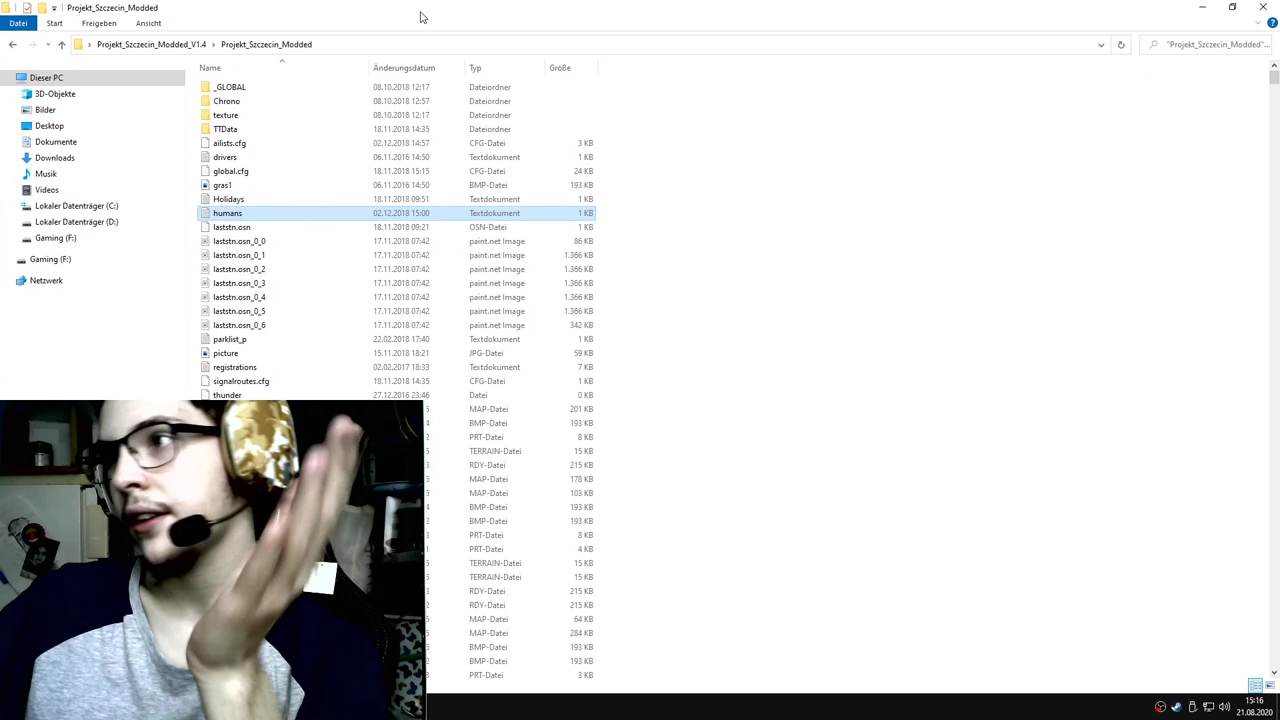 Projekt_Szczecin_Modded
Datei Start Freigeben Ansicht
Projekt_Szczecin_Modded_V1.4 > Projekt_Szczecin_Modded "Projekt_Szczecin_Modded"...
Name Änderungsdatum Typ Größe
Dieser PC
3D-Objekte
Bilder
Desktop
Dokumente
Downloads
Musik
Videos
Lokaler Datenträger (C:)
Lokaler Datenträger (D:)
Gaming (F:)
Gaming (F:)
Netzwerk
_GLOBAL 08.10.2018 12:17 Dateiordner
Chrono 08.10.2018 12:57 Dateiordner
texture 08.10.2018 12:17 Dateiordner
TTData 18.11.2018 14:35 Dateiordner
ailists.cfg 02.12.2018 14:57 CFG-Datei 3 KB
drivers 06.11.2016 14:50 Textdokument 1 KB
global.cfg 18.11.2018 15:15 CFG-Datei 24 KB
gras1 06.11.2016 14:50 BMP-Datei 193 KB
Holidays 18.11.2018 09:51 Textdokument 1 KB
humans 02.12.2018 15:00 Textdokument 1 KB
laststn.osn 18.11.2018 09:21 OSN-Datei 1 KB
laststn.osn_0_0 17.11.2018 07:42 paint.net Image 86 KB
laststn.osn_0_1 17.11.2018 07:42 paint.net Image 1.366 KB
laststn.osn_0_2 17.11.2018 07:42 paint.net Image 1.366 KB
laststn.osn_0_3 17.11.2018 07:42 paint.net Image 1.366 KB
laststn.osn_0_4 17.11.2018 07:42 paint.net Image 1.366 KB
laststn.osn_0_5 17.11.2018 07:42 paint.net Image 1.366 KB
laststn.osn_0_6 17.11.2018 07:42 paint.net Image 342 KB
parklist_p 22.02.2018 17:40 Textdokument 1 KB
picture 15.11.2018 18:21 JPG-Datei 59 KB
registrations 02.02.2017 18:33 Textdokument 7 KB
signalroutes.cfg 18.11.2018 14:35 CFG-Datei 1 KB
thunder 27.12.2016 23:46 Datei 0 KB
MAP-Datei 201 KB
BMP-Datei 193 KB
PRT-Datei 8 KB
TERRAIN-Datei 15 KB
RDY-Datei 215 KB
MAP-Datei 178 KB
MAP-Datei 103 KB
BMP-Datei 193 KB
BMP-Datei 193 KB
PRT-Datei 8 KB
PRT-Datei 4 KB
TERRAIN-Datei 15 KB
TERRAIN-Datei 15 KB
RDY-Datei 215 KB
RDY-Datei 215 KB
MAP-Datei 64 KB
MAP-Datei 284 KB
BMP-Datei 193 KB
BMP-Datei 193 KB
PRT-Datei 3 KB
15:16
21.08.2020